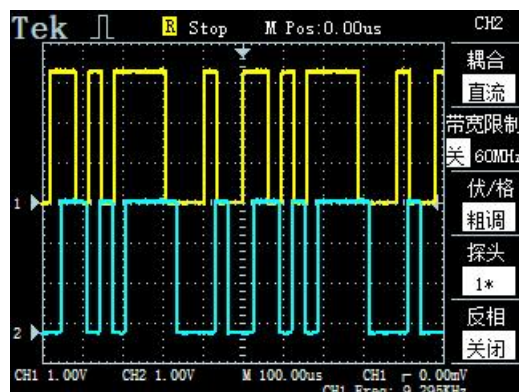 Tek R Stop M Pos:0.00us CH2
耦合
直流
带宽限制
关 60MHz
伏/格
粗调
探头
1*
反相
关闭
1
2
CH1 1.00V CH2 1.00V M 100.00us CH1 0.00mV
CH1 Freq: 9.295KHz